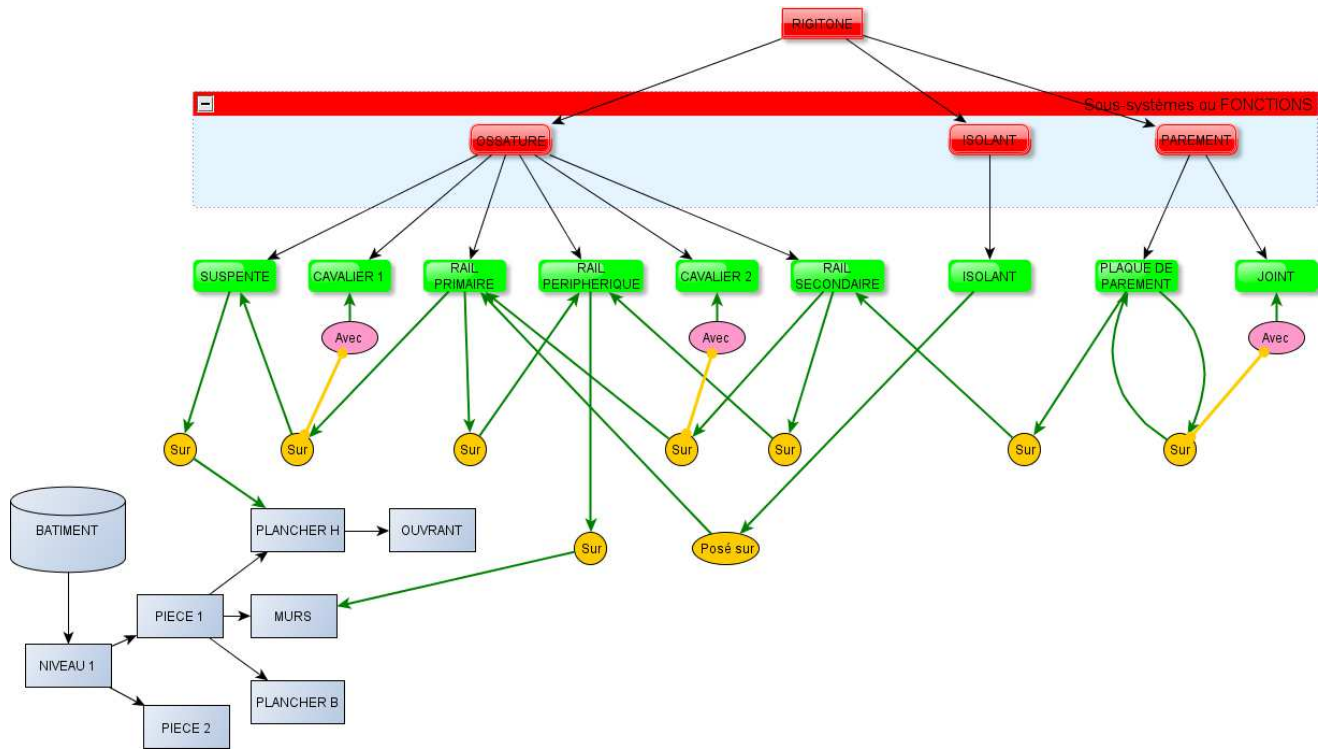 RIGITONE
Sous-systèmes ou FONCTIONS
OSSATURE
ISOLANT
PAREMENT
SUSPENTE
CAVALIER 1
RAIL
PRIMAIRE
RAIL
PERIPHERIQUE
CAVALIER 2
RAIL
SECONDAIRE
ISOLANT
PLAQUE DE
PAREMENT
JOINT
Avec
Avec
Avec
Sur
Sur
Sur
Sur
Sur
Sur
Sur
BATIMENT
PLANCHER H
OUVRANT
Sur
Posé sur
PIECE 1
MURS
NIVEAU 1
PLANCHER B
PIECE 2